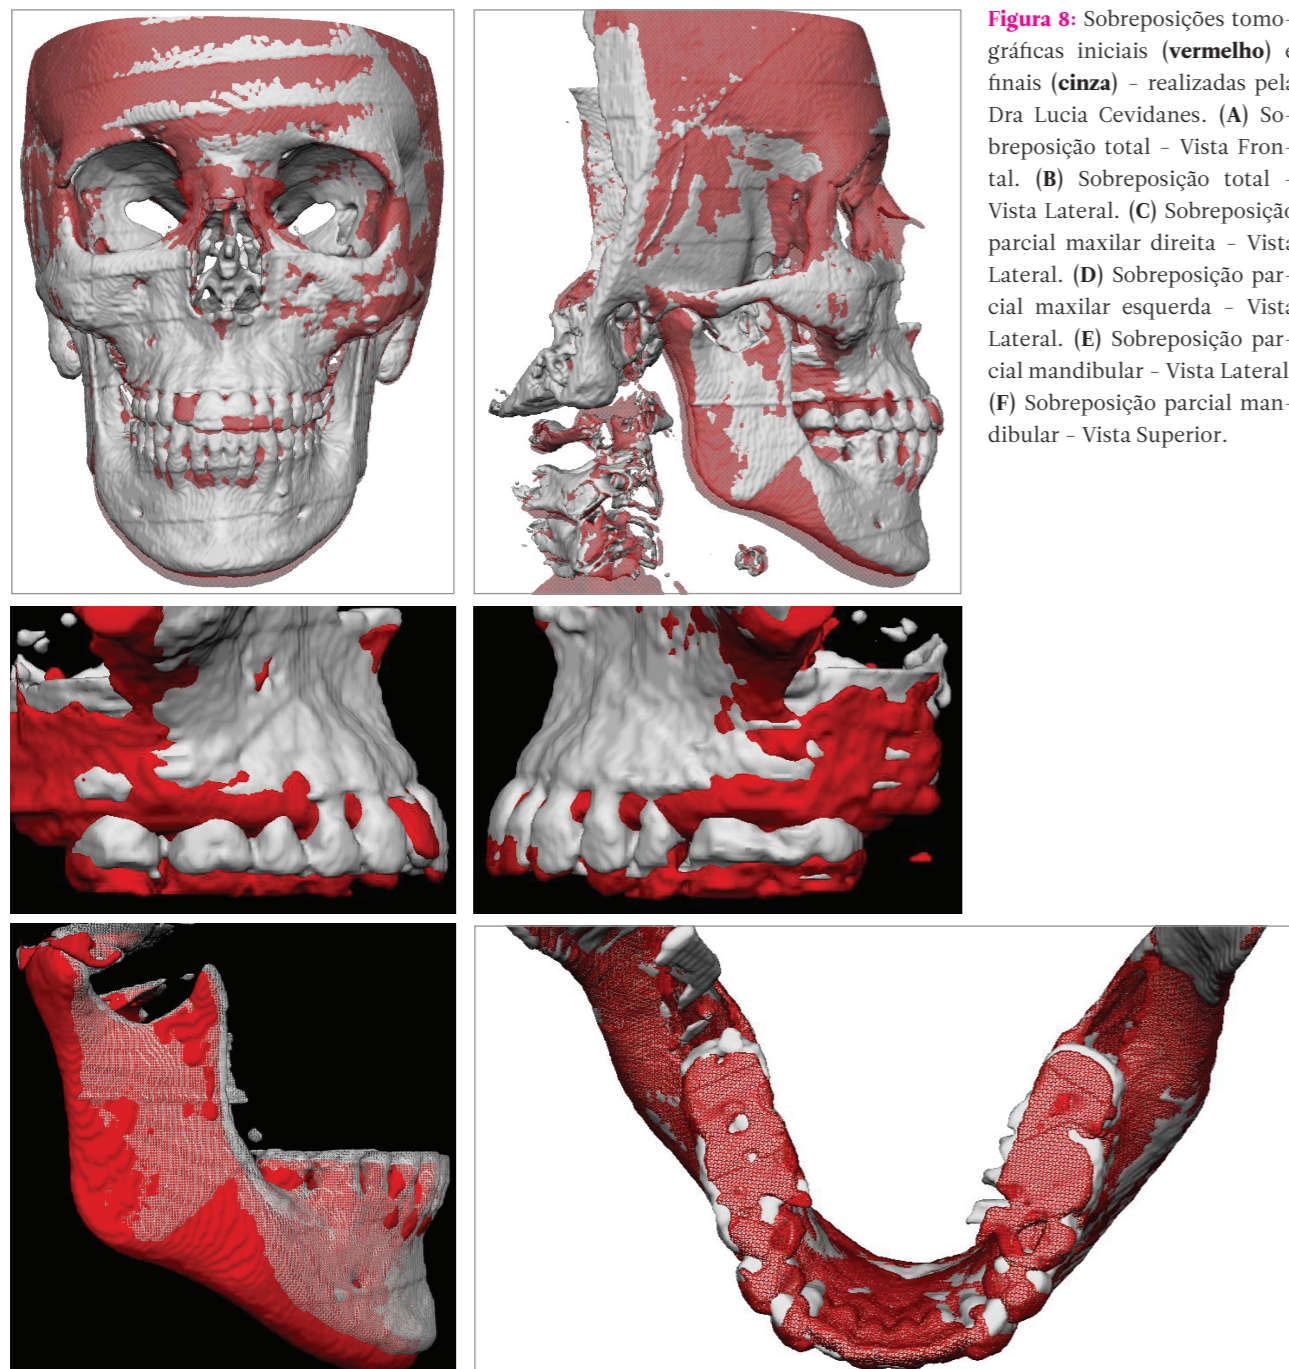 Figura 8: Sobreposições tomo-
gráficas iniciais (vermelho) e
finais (cinza) – realizadas pela
Dra Lucia Cevidanes. (A) So-
breposição total – Vista Fron-
tal. (B) Sobreposição total –
Vista Lateral. (C) Sobreposição
parcial maxilar direita – Vista
Lateral. (D) Sobreposição par-
cial maxilar esquerda – Vista
Lateral. (E) Sobreposição par-
cial mandibular – Vista Lateral
(F) Sobreposição parcial man-
dibular – Vista Superior.